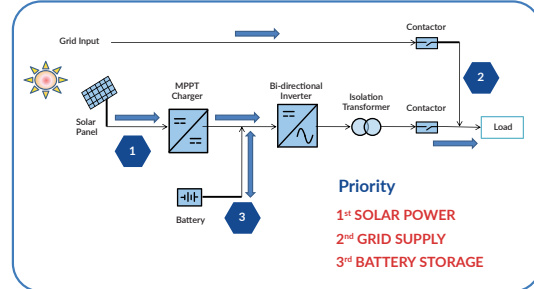 Contactor
Grid Input
2
MPPT
Charger
Bi-directional
Inverter
Isolation
Transformer
Contactor
Solar
Panel
1
Load
Battery
3
Priority
1st SOLAR POWER
2nd GRID SUPPLY
3rd BATTERY STORAGE